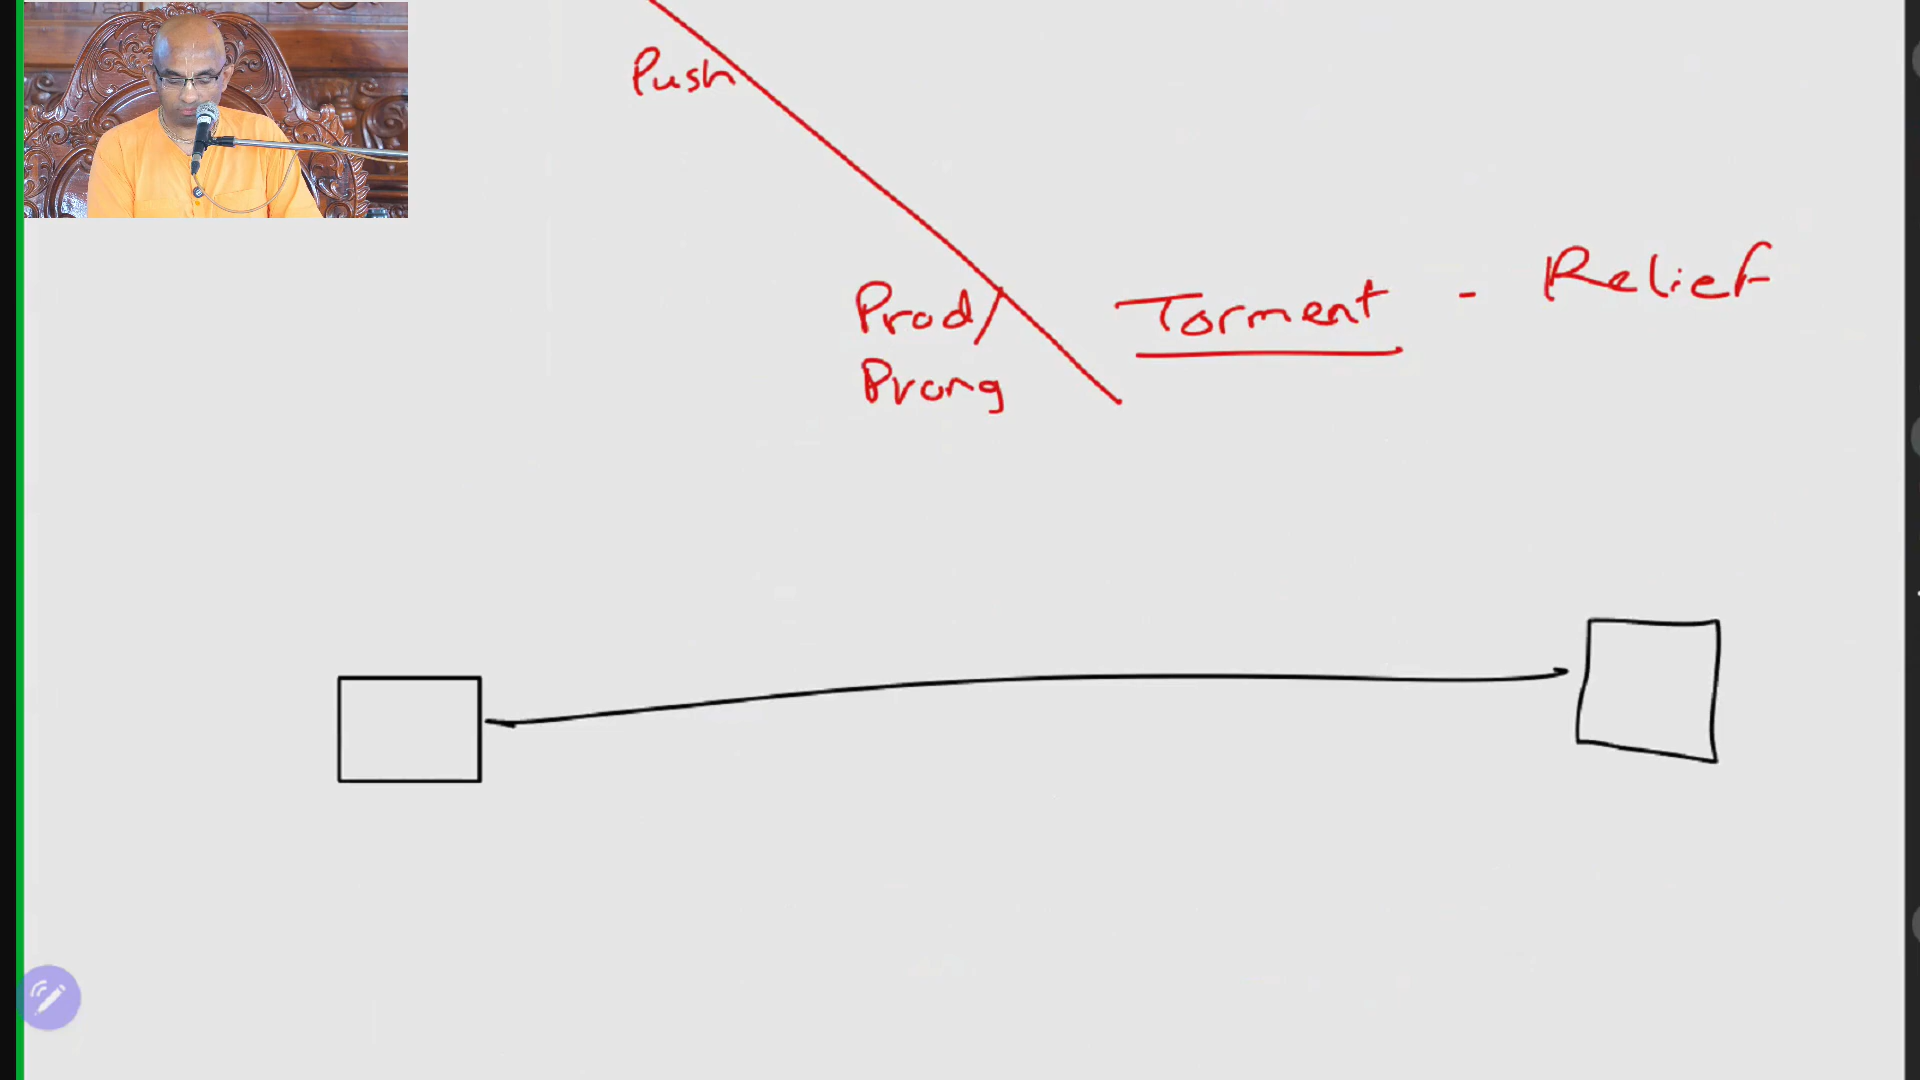 Push
Prod/ Torment - Relief
Prong